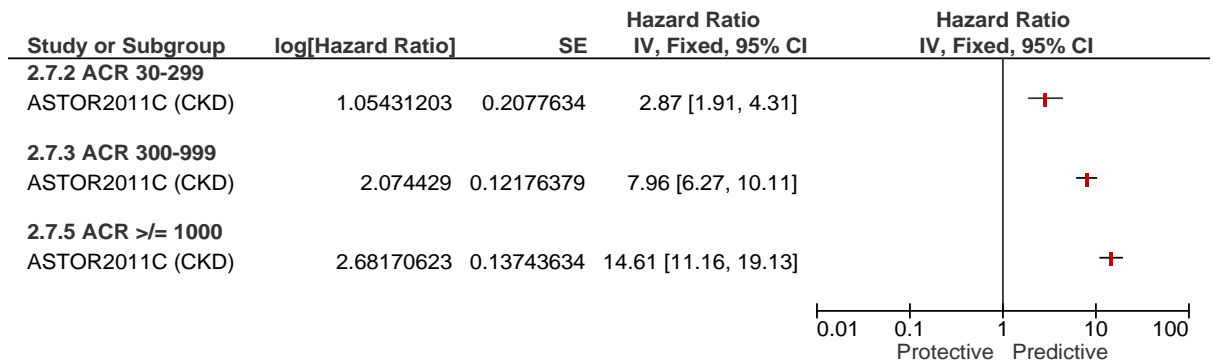 Hazard Ratio Hazard Ratio
Study or Subgroup log[Hazard Ratio] SE IV, Fixed, 95% CI IV, Fixed, 95% CI
2.7.2 ACR 30-299
ASTOR2011C (CKD) 1.05431203 0.2077634 2.87 [1.91, 4.31]
2.7.3 ACR 300-999
ASTOR2011C (CKD) 2.074429 0.12176379 7.96 [6.27, 10.11]
2.7.5 ACR >/= 1000
ASTOR2011C (CKD) 2.68170623 0.13743634 14.61 [11.16, 19.13]
0.01 0.1 1 10 100
Protective Predictive